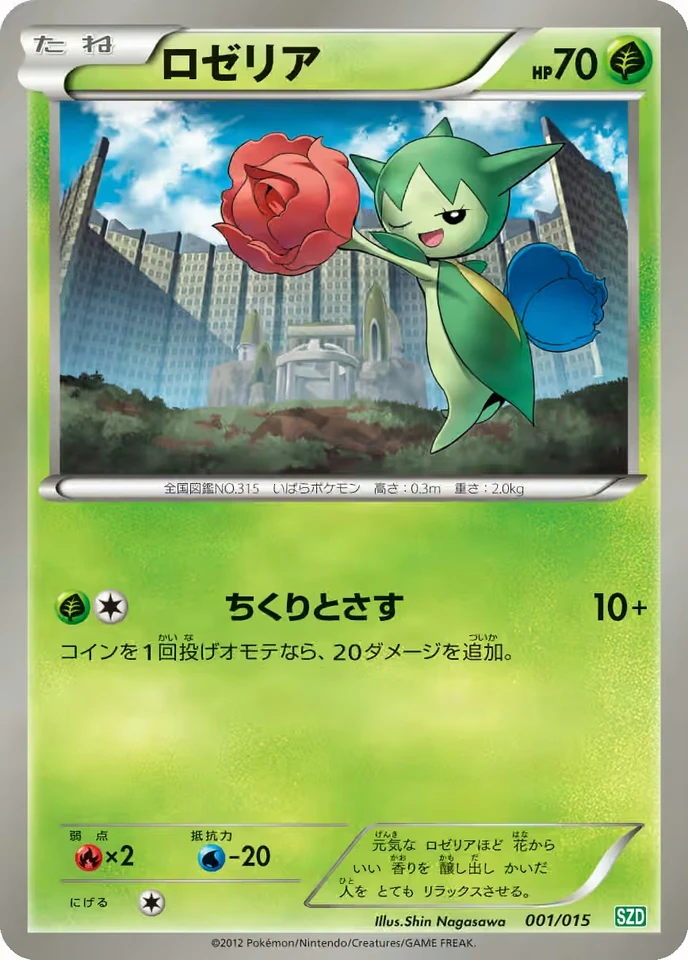 たね
ロゼリア
HP70
全国図鑑NO.315 いばらポケモン 高さ:0.3m 重さ:2.0kg
ちくりとさす 10+
コインを1回投げオモテなら、20ダメージを追加。
弱点 抵抗力
×2 -20
にげる
元気な ロゼリアほど 花から
いい 香りを 醸し出し かいだ
人を とても リラックスさせる。
Illus.Shin Nagasawa 001/015 SZD
©2012 Pokémon/Nintendo/Creatures/GAME FREAK.